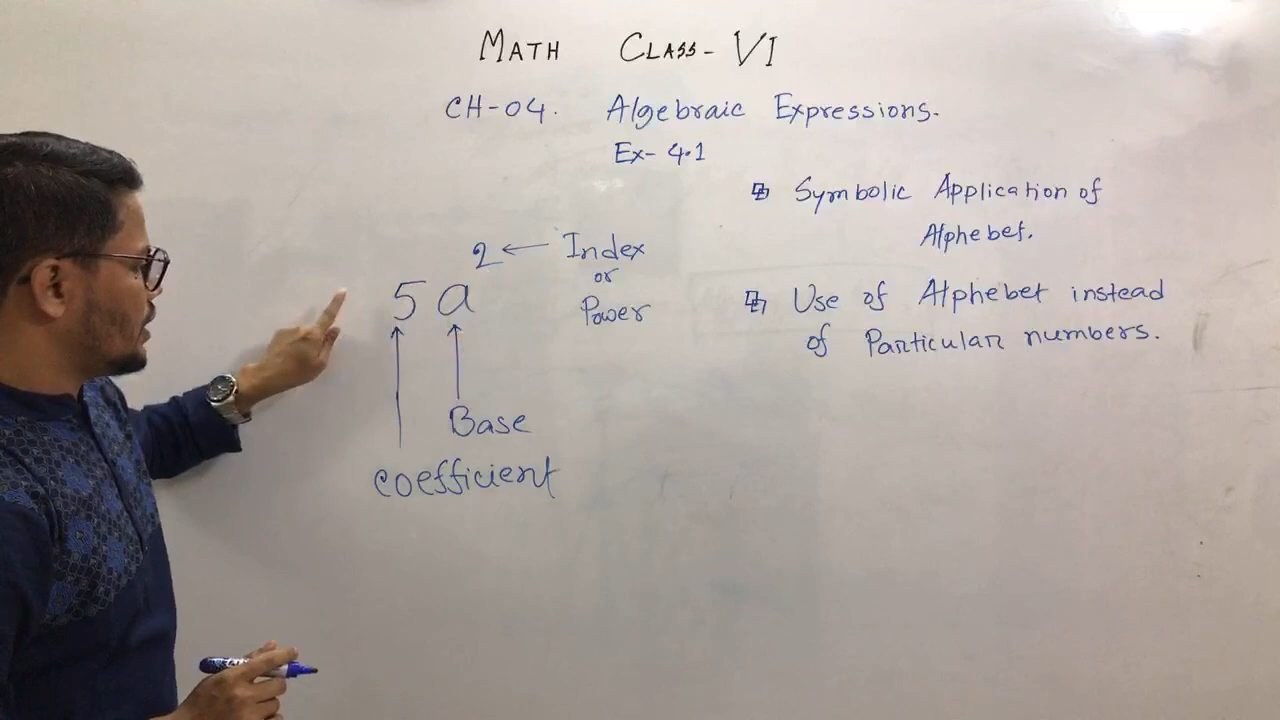 MATH CLASS-VI
CH-04. Algebraic Expressions.
Ex- 4.1
Symbolic Application of
Alphebet.
Use of Alphebet instead
of Particular numbers.
2 ← Index
or
Power
5 a
Base
coefficient